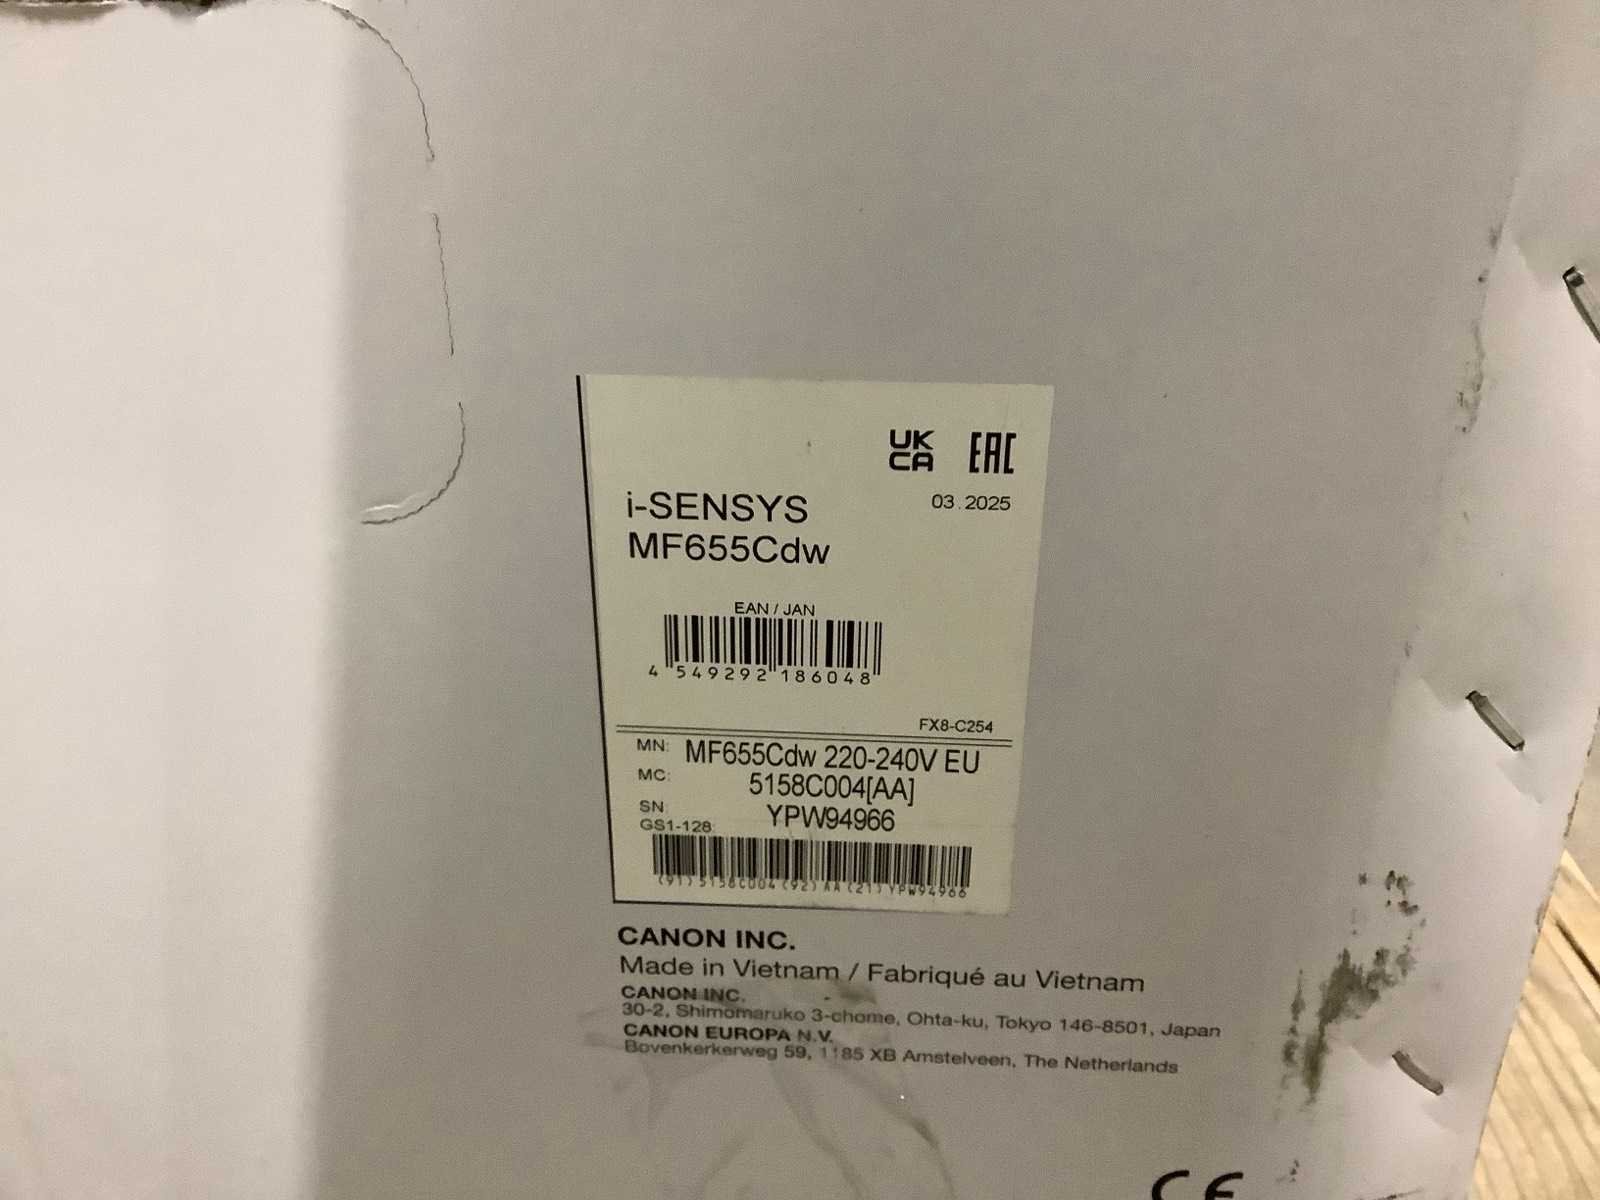 UK
CA
EAC
03.2025
i-SENSYS
MF655Cdw
EAN / JAN
4 549292 186048
FX8-C254
MN: MF655Cdw 220-240V EU
MC: 5158C004[AA]
SN: YPW94966
GS1-128:
(91)5158C004(92)AA(21)YPW94966
CANON INC.
Made in Vietnam / Fabriqué au Vietnam
CANON INC.
30-2, Shimomaruko 3-chome, Ohta-ku, Tokyo 146-8501, Japan
CANON EUROPA N.V.
Bovenkerkerweg 59, 1185 XB Amstelveen, The Netherlands
CE